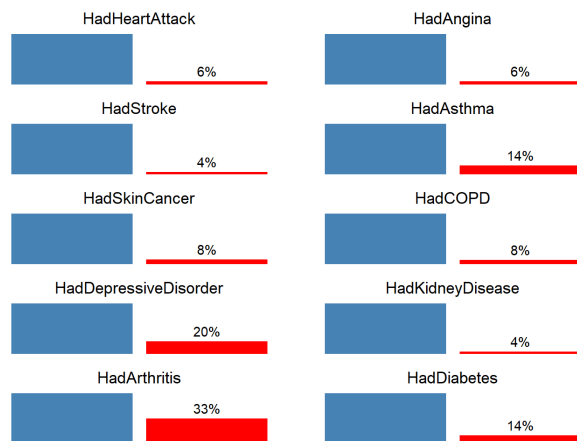 HadHeartAttack
HadAngina
6%
6%
HadStroke
HadAsthma
4%
14%
HadSkinCancer
HadCOPD
8%
8%
HadDepressiveDisorder
HadKidneyDisease
20%
4%
HadArthritis
HadDiabetes
33%
14%